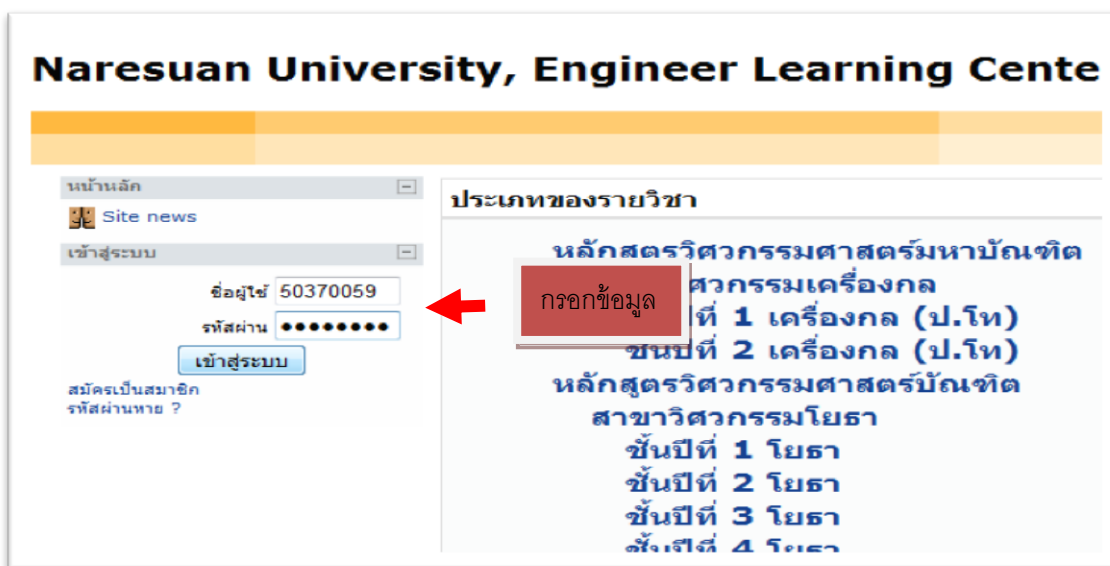 Naresuan University, Engineer Learning Cente
หน้าหลัก
Site news
เข้าสู่ระบบ
ชื่อผู้ใช้ 50370059
รหัสผ่าน ●●●●●●●●
เข้าสู่ระบบ
สมัครเป็นสมาชิก
รหัสผ่านหาย ?
กรอกข้อมูล
ประเภทของรายวิชา
หลักสูตรวิศวกรรมศาสตร์มหาบัณฑิต
ศวกรรมเครื่องกล
ที่ 1 เครื่องกล (ป.โท)
ชั้นปีที่ 2 เครื่องกล (ป.โท)
หลักสูตรวิศวกรรมศาสตร์บัณฑิต
สาขาวิศวกรรมโยธา
ชั้นปีที่ 1 โยธา
ชั้นปีที่ 2 โยธา
ชั้นปีที่ 3 โยธา
ชั้นปีที่ 4 โยธา